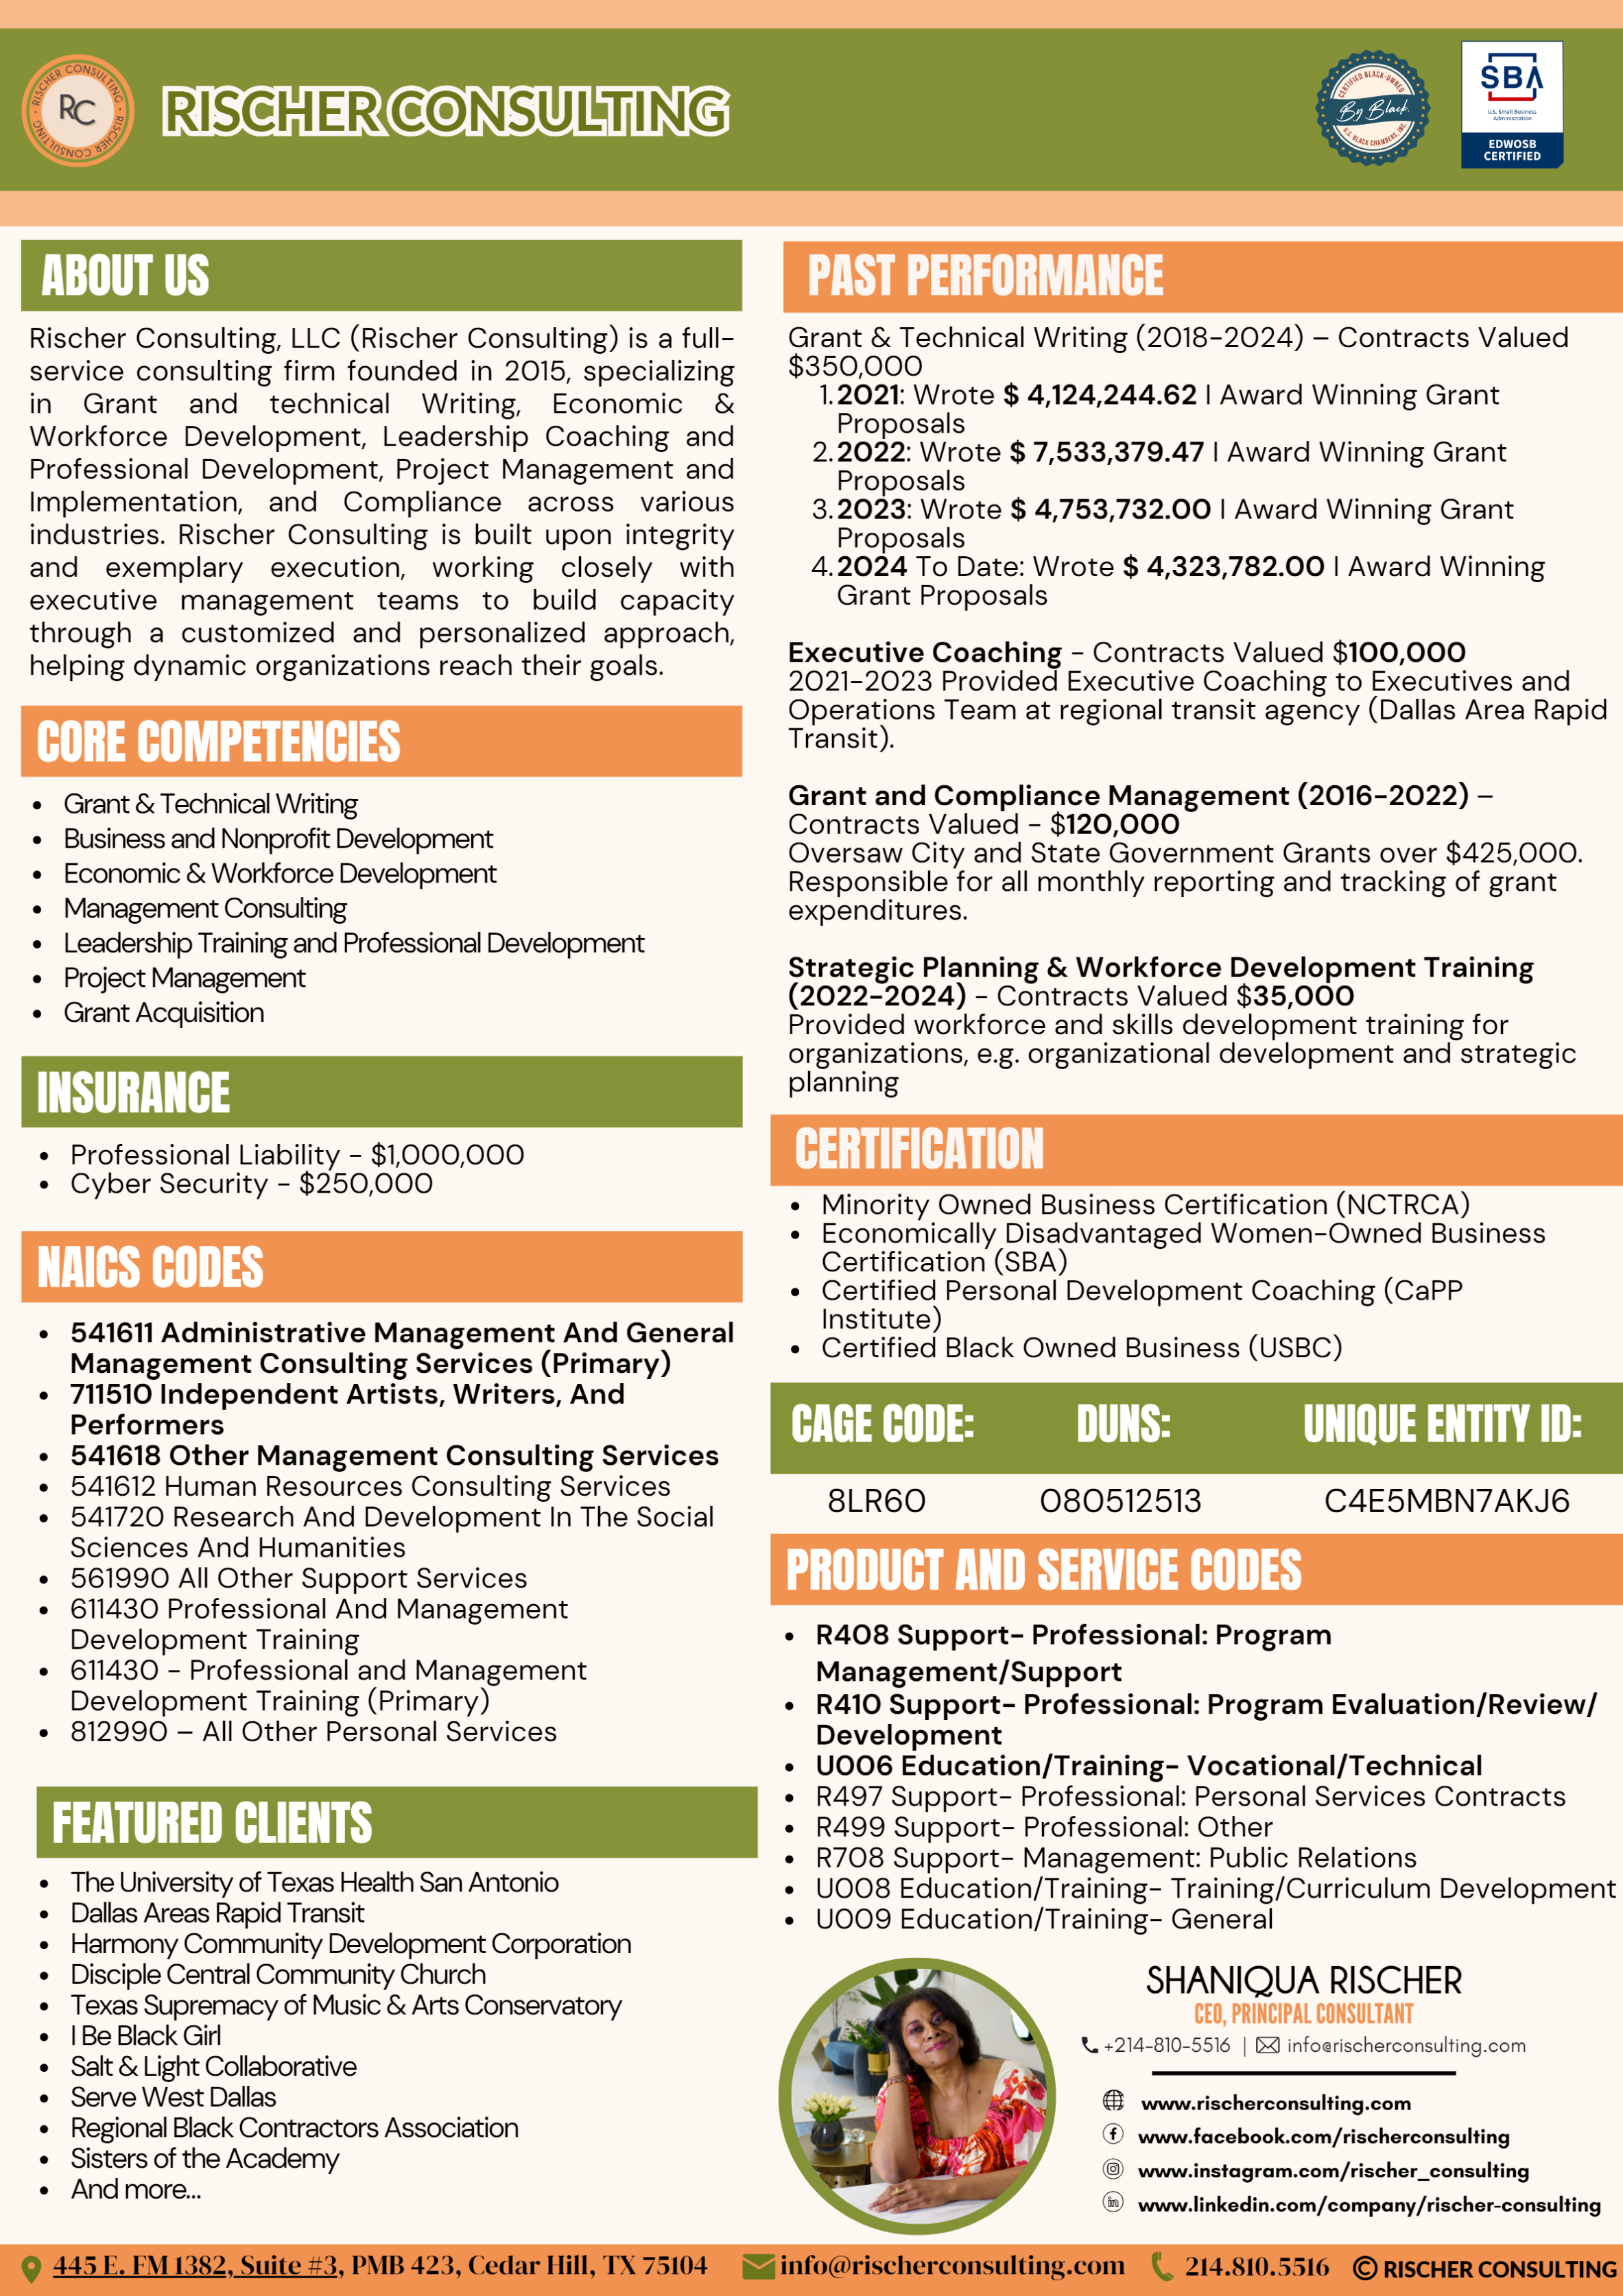 RISCHER CONSULTING · RISCHER CONSULTING ·
RC
RISCHER CONSULTING
CERTIFIED BLACK-OWNED
By Black.
U.S. BLACK CHAMBERS, INC.
SBA
U.S. Small Business
Administration
EDWOSB
CERTIFIED
ABOUT US
Rischer Consulting, LLC (Rischer Consulting) is a full-
service consulting firm founded in 2015, specializing
in Grant and technical Writing, Economic &
Workforce Development, Leadership Coaching and
Professional Development, Project Management and
Implementation, and Compliance across various
industries. Rischer Consulting is built upon integrity
and exemplary execution, working closely with
executive management teams to build capacity
through a customized and personalized approach,
helping dynamic organizations reach their goals.
CORE COMPETENCIES
• Grant & Technical Writing
• Business and Nonprofit Development
• Economic & Workforce Development
• Management Consulting
• Leadership Training and Professional Development
• Project Management
• Grant Acquisition
INSURANCE
• Professional Liability - $1,000,000
• Cyber Security - $250,000
NAICS CODES
• 541611 Administrative Management And General
Management Consulting Services (Primary)
• 711510 Independent Artists, Writers, And
Performers
• 541618 Other Management Consulting Services
• 541612 Human Resources Consulting Services
• 541720 Research And Development In The Social
Sciences And Humanities
• 561990 All Other Support Services
• 611430 Professional And Management
Development Training
• 611430 - Professional and Management
Development Training (Primary)
• 812990 – All Other Personal Services
FEATURED CLIENTS
• The University of Texas Health San Antonio
• Dallas Areas Rapid Transit
• Harmony Community Development Corporation
• Disciple Central Community Church
• Texas Supremacy of Music & Arts Conservatory
• I Be Black Girl
• Salt & Light Collaborative
• Serve West Dallas
• Regional Black Contractors Association
• Sisters of the Academy
• And more...
PAST PERFORMANCE
Grant & Technical Writing (2018-2024) – Contracts Valued
$350,000
1. 2021: Wrote $ 4,124,244.62 | Award Winning Grant
Proposals
2. 2022: Wrote $ 7,533,379.47 | Award Winning Grant
Proposals
3. 2023: Wrote $ 4,753,732.00 | Award Winning Grant
Proposals
4. 2024 To Date: Wrote $ 4,323,782.00 | Award Winning
Grant Proposals
Executive Coaching - Contracts Valued $100,000
2021-2023 Provided Executive Coaching to Executives and
Operations Team at regional transit agency (Dallas Area Rapid
Transit).
Grant and Compliance Management (2016-2022) –
Contracts Valued - $120,000
Oversaw City and State Government Grants over $425,000.
Responsible for all monthly reporting and tracking of grant
expenditures.
Strategic Planning & Workforce Development Training
(2022-2024) - Contracts Valued $35,000
Provided workforce and skills development training for
organizations, e.g. organizational development and strategic
planning
CERTIFICATION
• Minority Owned Business Certification (NCTRCA)
• Economically Disadvantaged Women-Owned Business
Certification (SBA)
• Certified Personal Development Coaching (CaPP
Institute)
• Certified Black Owned Business (USBC)
CAGE CODE: DUNS: UNIQUE ENTITY ID:
8LR60 080512513 C4E5MBN7AKJ6
PRODUCT AND SERVICE CODES
• R408 Support- Professional: Program
Management/Support
• R410 Support- Professional: Program Evaluation/Review/
Development
• U006 Education/Training- Vocational/Technical
• R497 Support- Professional: Personal Services Contracts
• R499 Support- Professional: Other
• R708 Support- Management: Public Relations
• U008 Education/Training- Training/Curriculum Development
• U009 Education/Training- General
SHANIQUA RISCHER
CEO, PRINCIPAL CONSULTANT
+214-810-5516 | info@rischerconsulting.com
www.rischerconsulting.com
www.facebook.com/rischerconsulting
www.instagram.com/rischer_consulting
www.linkedin.com/company/rischer-consulting
445 E. FM 1382, Suite #3, PMB 423, Cedar Hill, TX 75104 info@rischerconsulting.com 214.810.5516 © RISCHER CONSULTING